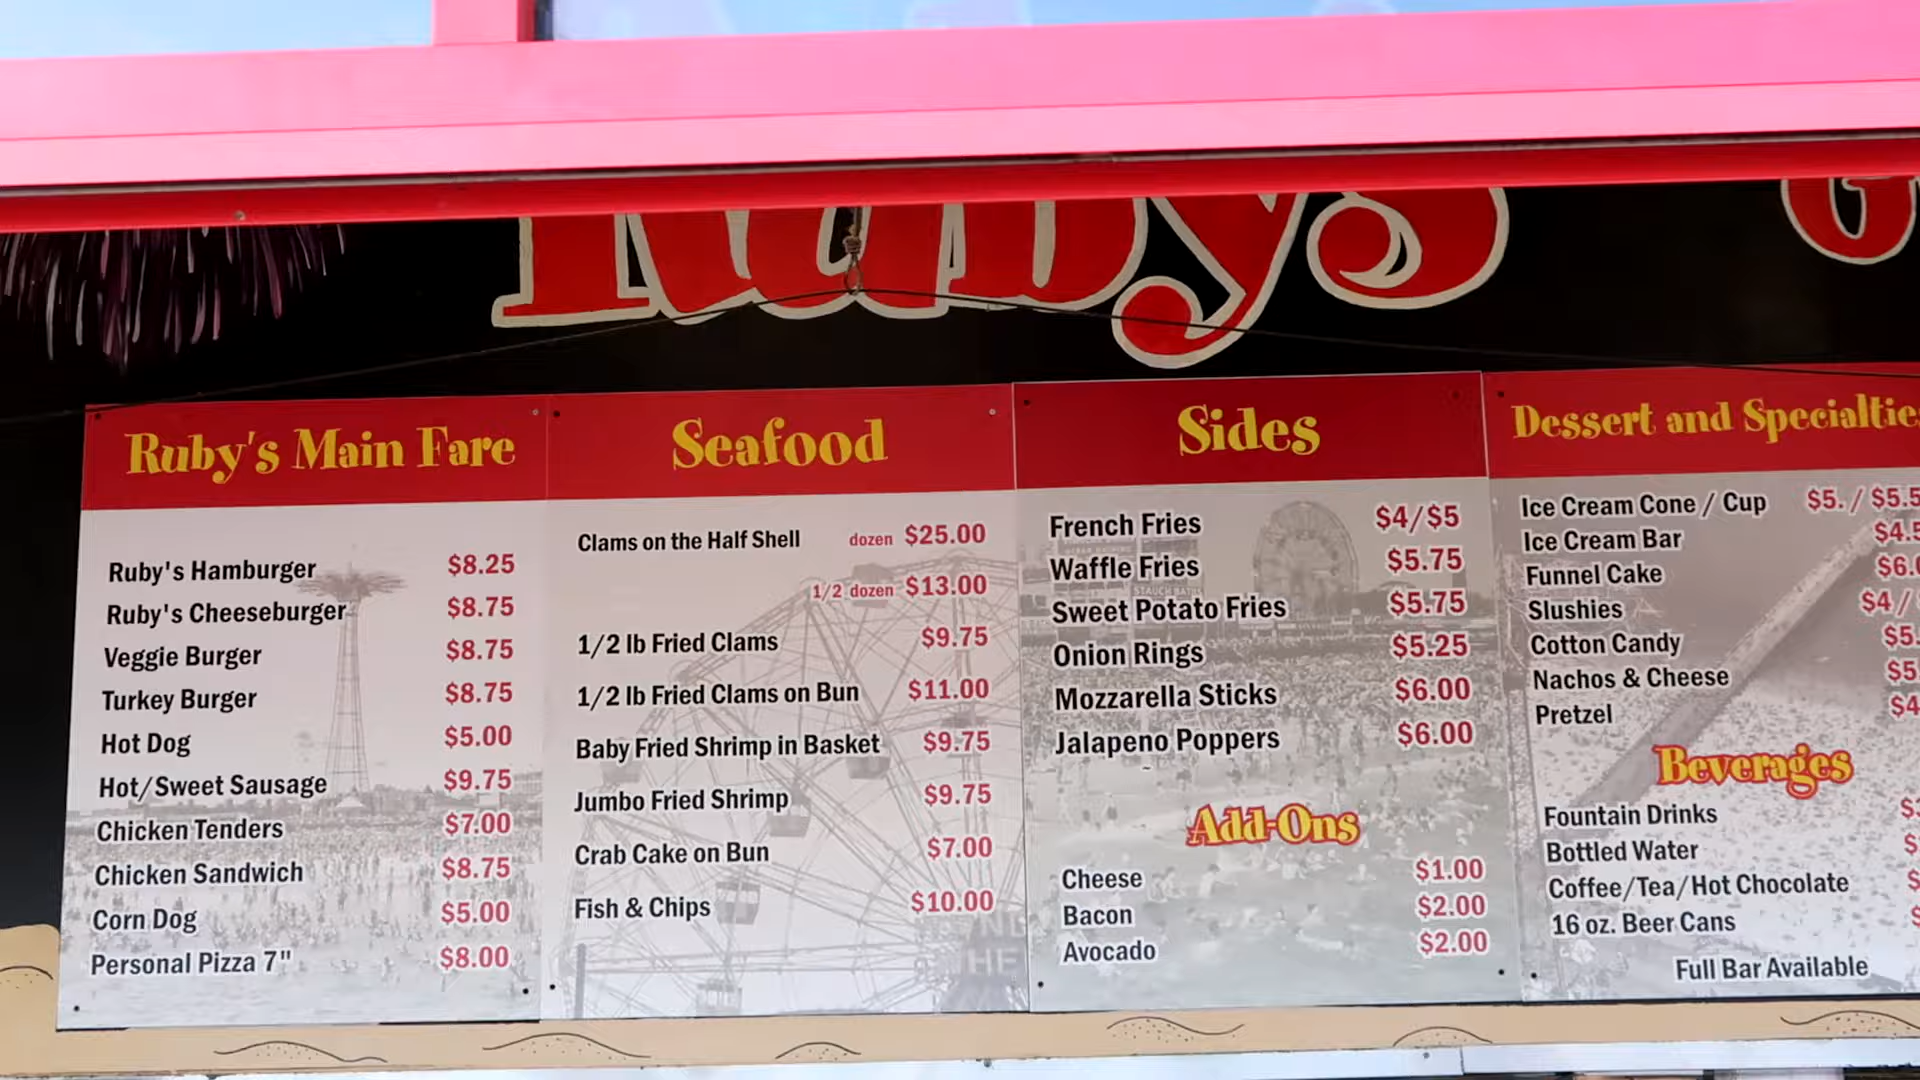 Rubys
G
Ruby's Main Fare
Ruby's Hamburger $8.25
Ruby's Cheeseburger $8.75
Veggie Burger $8.75
Turkey Burger $8.75
Hot Dog $5.00
Hot/Sweet Sausage $9.75
Chicken Tenders $7.00
Chicken Sandwich $8.75
Corn Dog $5.00
Personal Pizza 7" $8.00
Seafood
Clams on the Half Shell dozen $25.00
1/2 dozen $13.00
1/2 lb Fried Clams $9.75
1/2 lb Fried Clams on Bun $11.00
Baby Fried Shrimp in Basket $9.75
Jumbo Fried Shrimp $9.75
Crab Cake on Bun $7.00
Fish & Chips $10.00
Sides
French Fries $4/$5
Waffle Fries $5.75
Sweet Potato Fries $5.75
Onion Rings $5.25
Mozzarella Sticks $6.00
Jalapeno Poppers $6.00
Add-Ons
Cheese $1.00
Bacon $2.00
Avocado $2.00
Dessert and Specialties
Ice Cream Cone / Cup $5. / $5.5
Ice Cream Bar $4.5
Funnel Cake $6.
Slushies $4 /
Cotton Candy $5.
Nachos & Cheese $5
Pretzel $4
Beverages
Fountain Drinks $
Bottled Water $
Coffee/Tea/Hot Chocolate $
16 oz. Beer Cans $
Full Bar Available